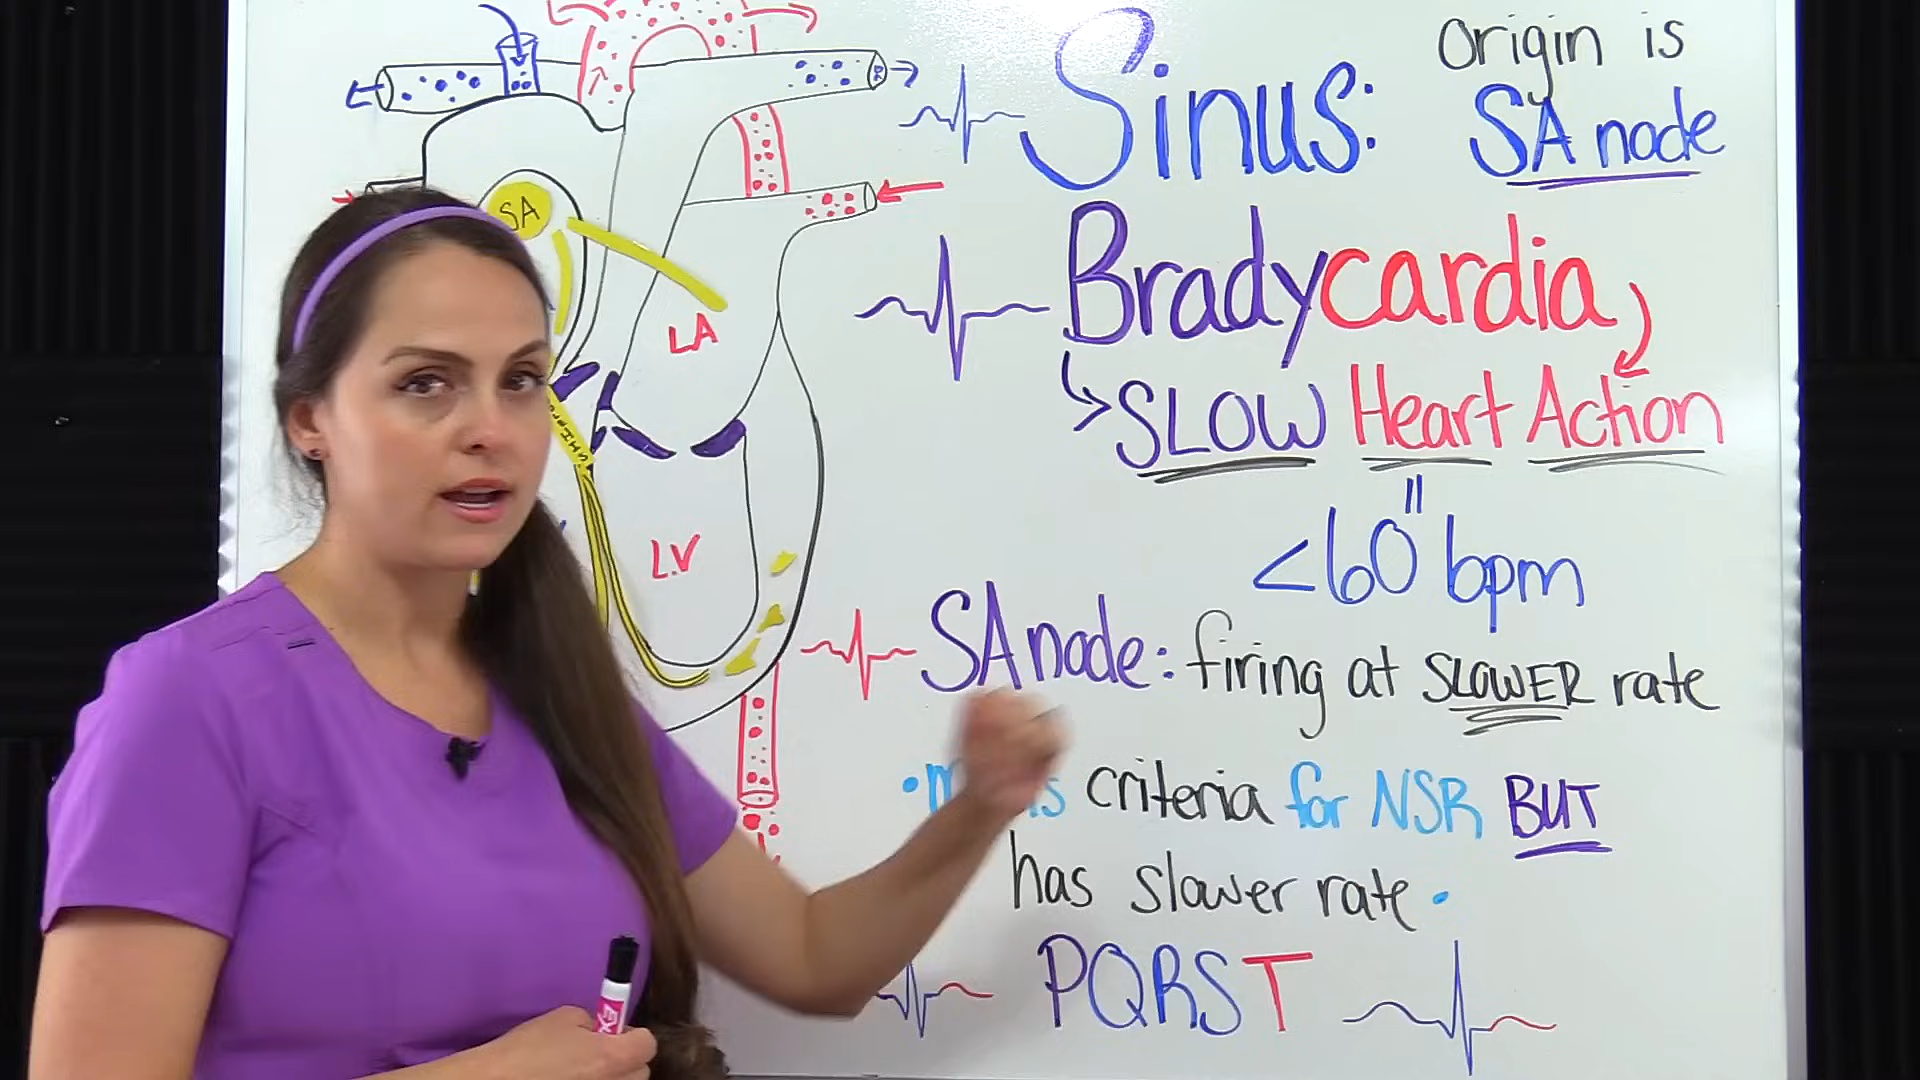 Sinus:
origin is
SA node
Bradycardia
SLOW Heart Action
<60 bpm
SA node: firing at SLOWER rate
criteria for NSR BUT
has slower rate.
PQRST
SA
LA
LV
EX